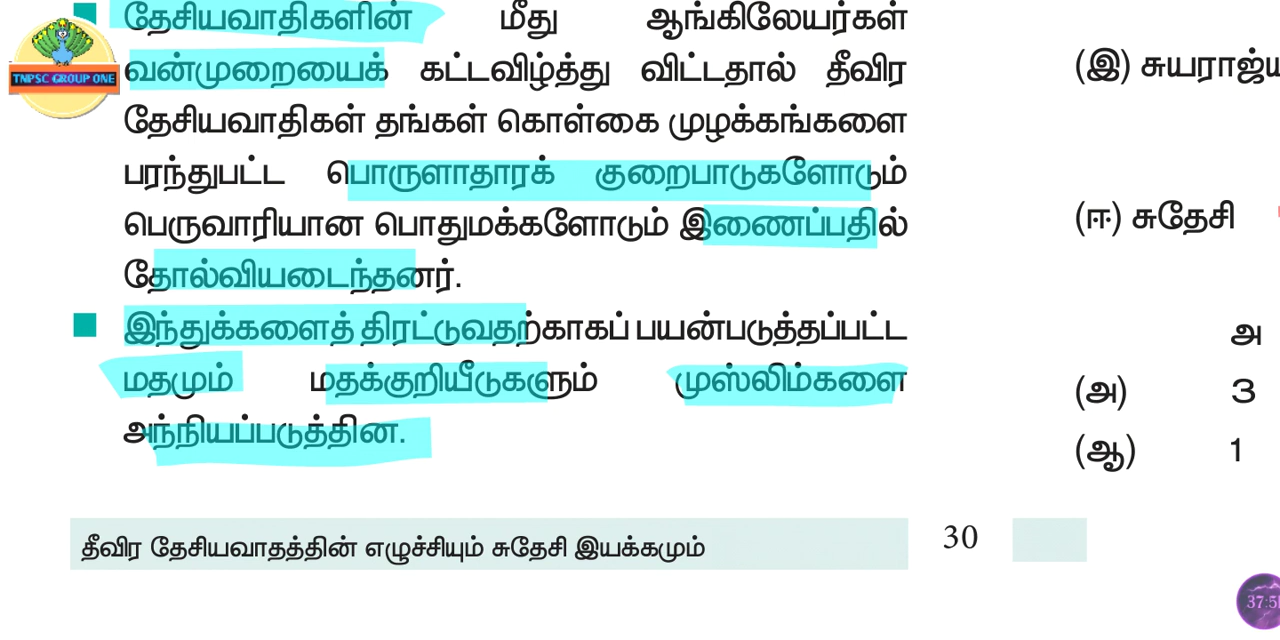 தேசியவாதிகளின் மீது ஆங்கிலேயர்கள்
வன்முறையைக் கட்டவிழ்த்து விட்டதால் தீவிர
தேசியவாதிகள் தங்கள் கொள்கை முழக்கங்களை
பரந்துபட்ட பொருளாதாரக் குறைபாடுகளோடும்
பெருவாரியான பொதுமக்களோடும் இணைப்பதில்
தோல்வியடைந்தனர்.
இந்துக்களைத் திரட்டுவதற்காகப் பயன்படுத்தப்பட்ட
மதமும் மதக்குறியீடுகளும் முஸ்லிம்களை
அந்நியப்படுத்தின.
தீவிர தேசியவாதத்தின் எழுச்சியும் சுதேசி இயக்கமும்
30
TNPSC GROUP ONE
(இ)
(ஈ) சுதேசி
அ
(அ) 3
(ஆ) 1